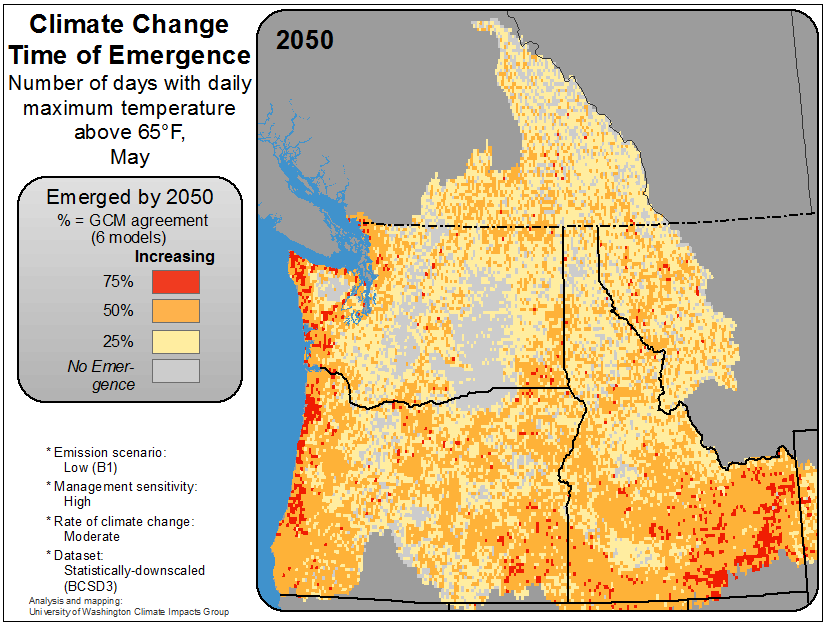 Climate Change
Time of Emergence
Number of days with daily
maximum temperature
above 65°F,
May
Emerged by 2050
% = GCM agreement
(6 models)
Increasing
75%
50%
25%
No Emer-
gence
* Emission scenario:
Low (B1)
* Management sensitivity:
High
* Rate of climate change:
Moderate
* Dataset:
Statistically-downscaled
(BCSD3)
Analysis and mapping:
University of Washington Climate Impacts Group
2050